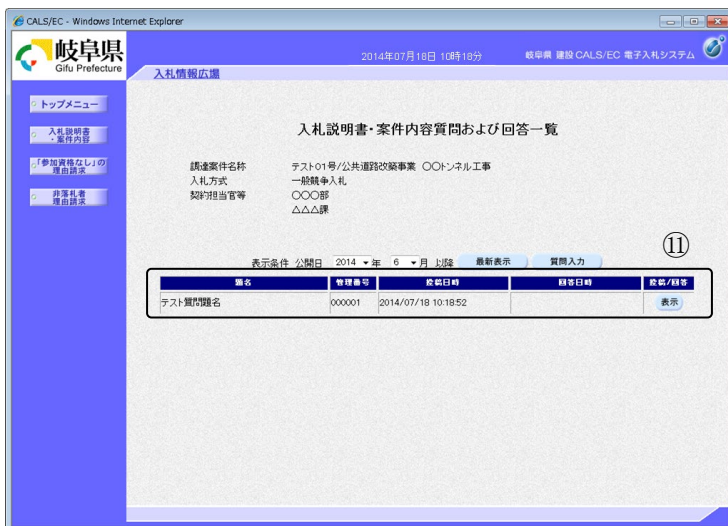 CALS/EC - Windows Internet Explorer
岐阜県
Gifu Prefecture
2014年07月18日 10時18分
岐阜県 建設CALS/EC 電子入札システム
入札情報広場
トップメニュー
入札説明書
・案件内容
「参加資格なし」の
理由請求
非落札者
理由請求
入札説明書・案件内容質問および回答一覧
調達案件名称 テスト01号/公共道路改築事業 〇〇トンネル工事
入札方式 一般競争入札
契約担当官等 〇〇〇部
△△△課
⑪
表示条件 公開日 2014 年 6 月 以降 最新表示 質問入力
題名 管理番号 投稿日時 回答日時 投稿/回答
テスト質問題名 000001 2014/07/18 10:18:52 表示